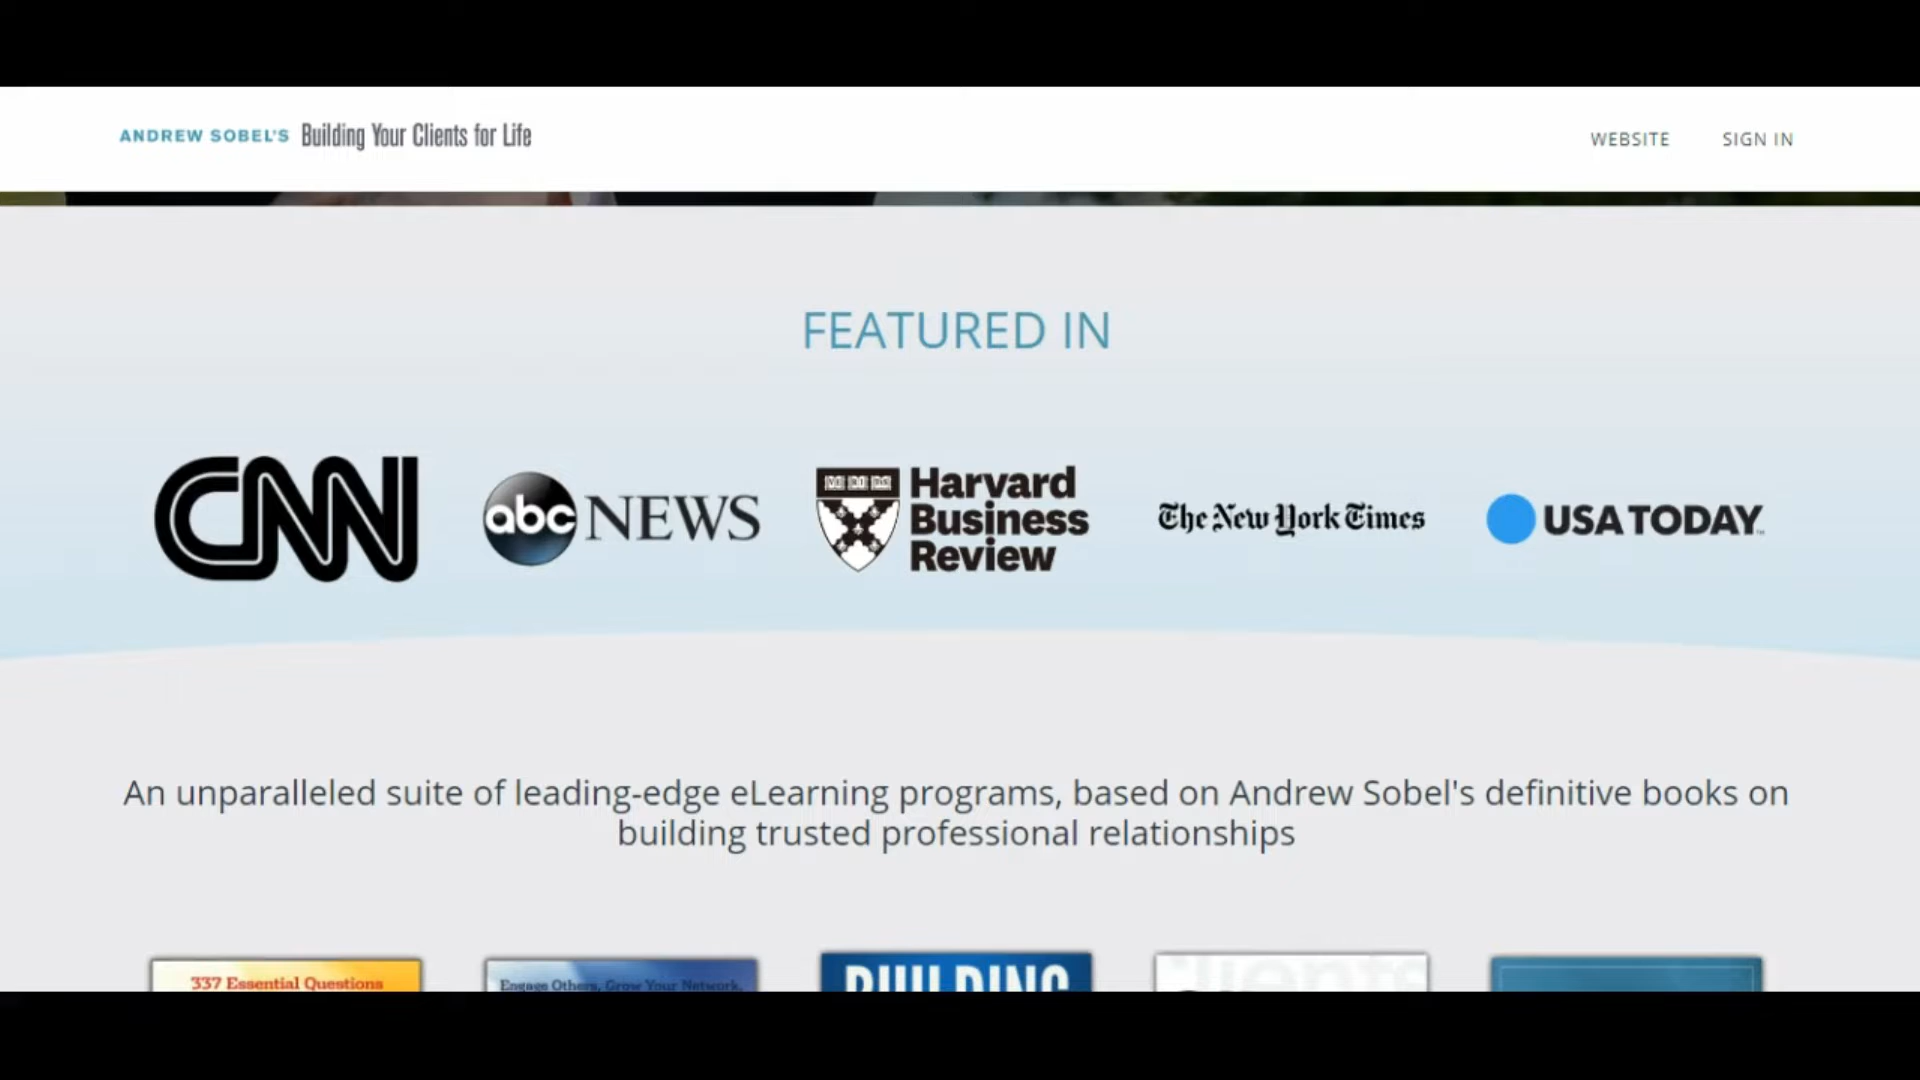 ANDREW SOBEL'S Building Your Clients for Life
WEBSITE SIGN IN
FEATURED IN
CNN
abc NEWS
Harvard
Business
Review
The New York Times
USA TODAY
An unparalleled suite of leading-edge eLearning programs, based on Andrew Sobel's definitive books on
building trusted professional relationships
337 Essential Questions
Engage Others, Grow Your Network,
BUILDING
clients